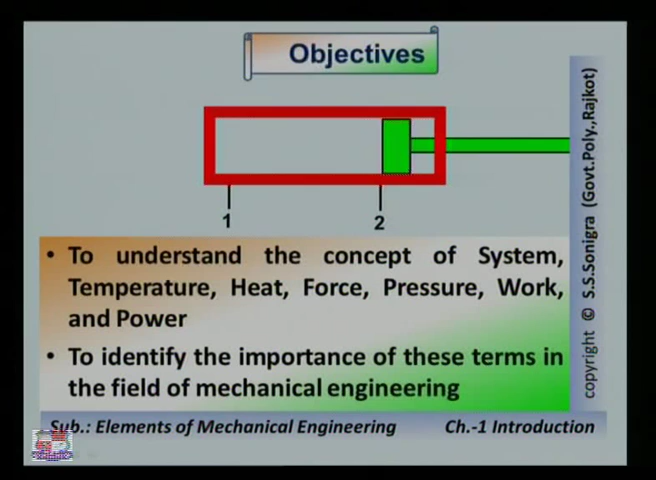 Objectives
1
2
• To understand the concept of System,
Temperature, Heat, Force, Pressure, Work,
and Power
• To identify the importance of these terms in
the field of mechanical engineering
Sub.: Elements of Mechanical Engineering
Ch.-1 Introduction
copyright © S.S.Sonigra (Govt.Poly.,Rajkot)